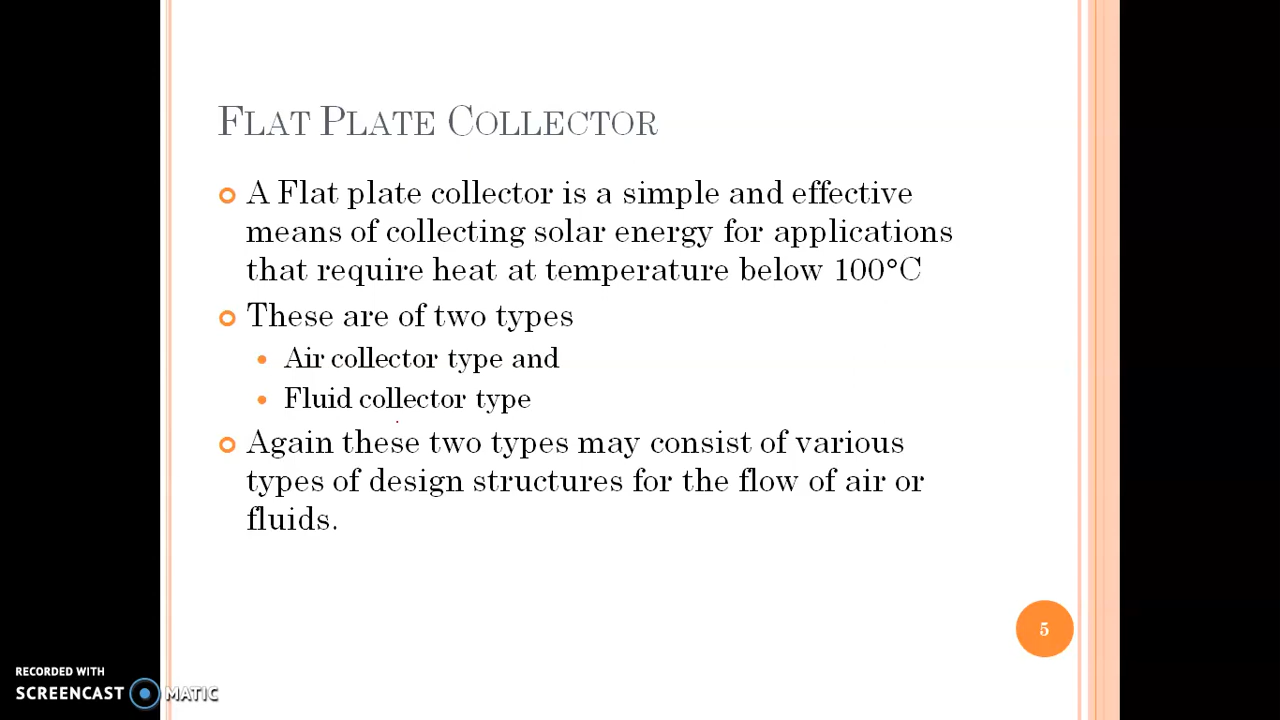 FLAT PLATE COLLECTOR
A Flat plate collector is a simple and effective
means of collecting solar energy for applications
that require heat at temperature below 100°C
These are of two types
Air collector type and
Fluid collector type
Again these two types may consist of various
types of design structures for the flow of air or
fluids.
5
RECORDED WITH
SCREENCAST MATIC